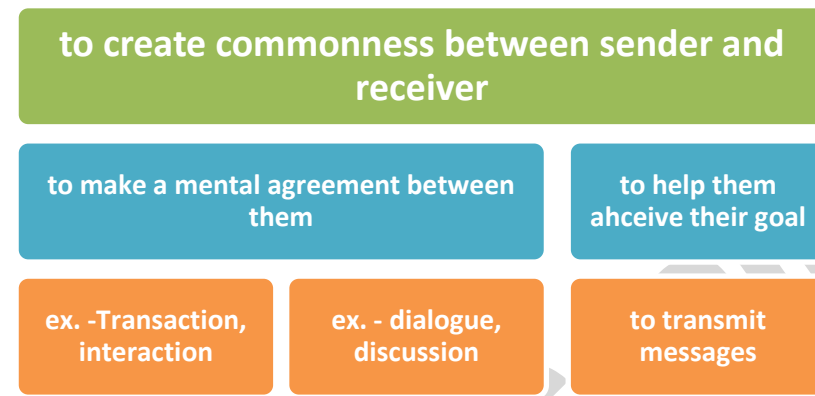 to create commonness between sender and
receiver
to make a mental agreement between
them
to help them
ahceive their goal
ex. -Transaction,
interaction
ex. - dialogue,
discussion
to transmit
messages